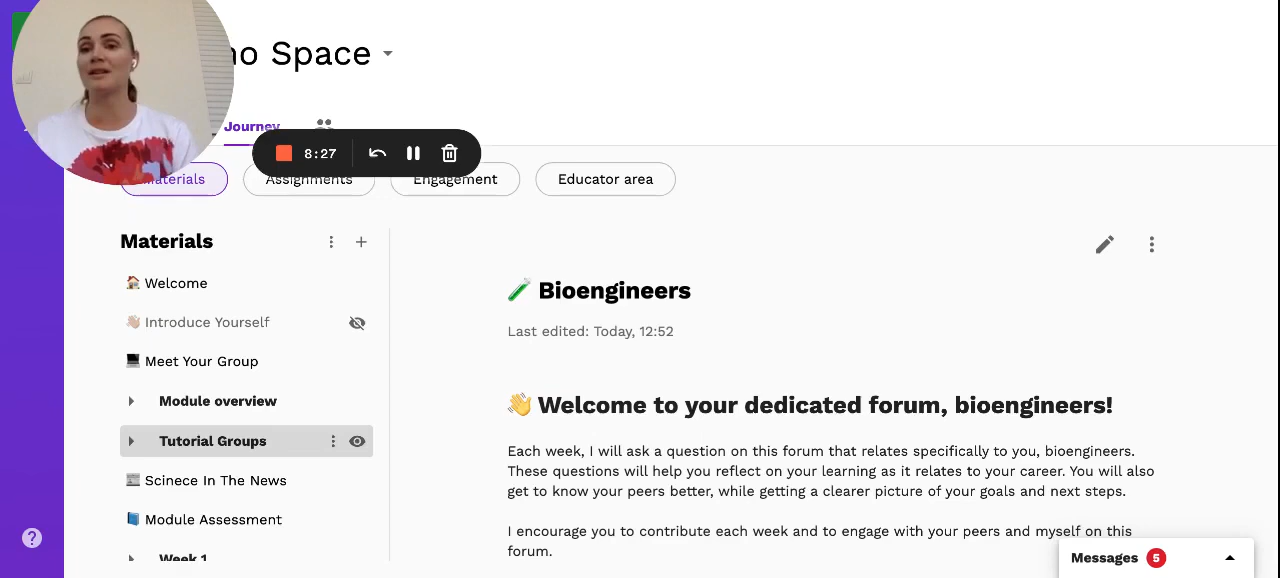 no Space
Journey
8:27
Materials
Assignments
Engagement
Educator area
Materials
Welcome
Introduce Yourself
Meet Your Group
Module overview
Tutorial Groups
Scinece In The News
Module Assessment
Week 1
Bioengineers
Last edited: Today, 12:52
Welcome to your dedicated forum, bioengineers!
Each week, I will ask a question on this forum that relates specifically to you, bioengineers.
These questions will help you reflect on your learning as it relates to your career. You will also
get to know your peers better, while getting a clearer picture of your goals and next steps.
I encourage you to contribute each week and to engage with your peers and myself on this
forum.
Messages 5